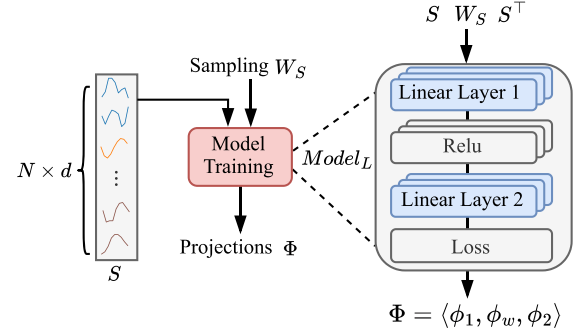 S W_S S^⊤
Sampling W_S
Linear Layer 1
Model
Training
Model_L
Relu
N × d
⋮
Linear Layer 2
Projections Φ
Loss
S
Φ = ⟨ϕ_1, ϕ_w, ϕ_2⟩